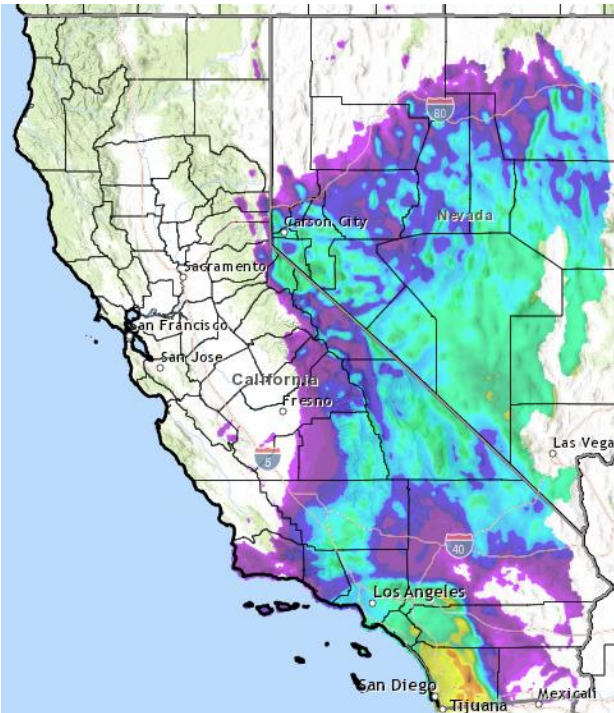 80
Carson City
Nevada
Sacramento
San Francisco
San Jose
California
Fresno
5
Las Vega
40
Los Angeles
San Diego
Tijuana
Mexicali